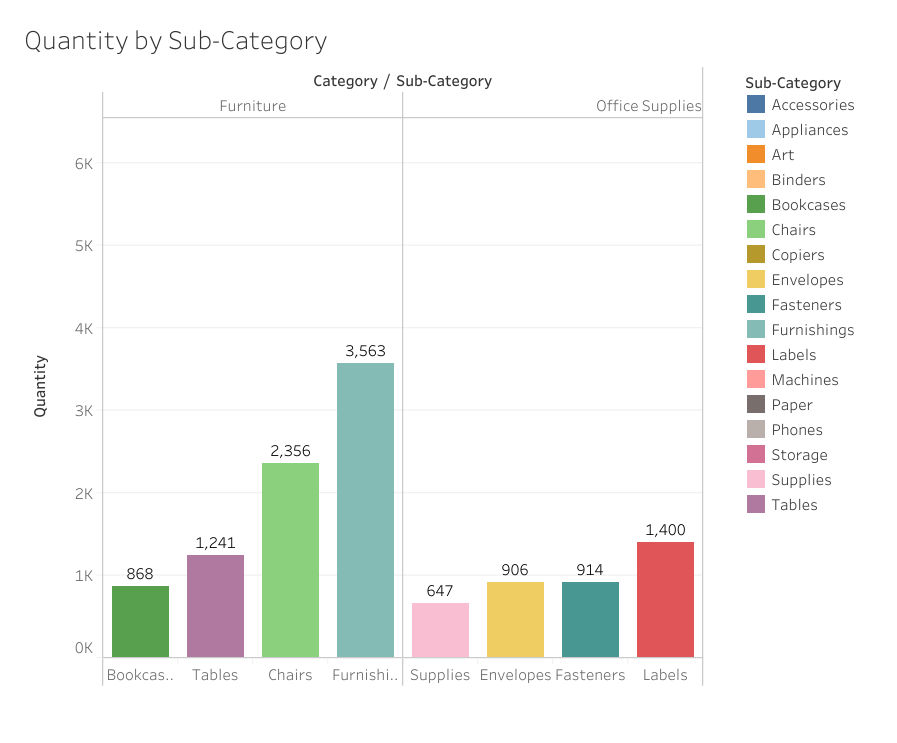 Quantity by Sub-Category
Category / Sub-Category
Furniture
Office Supplies
Quantity
6K
5K
4K
3K
2K
1K
0K
868
1,241
2,356
3,563
647
906
914
1,400
Bookcas..
Tables
Chairs
Furnishi..
Supplies
Envelopes
Fasteners
Labels
Sub-Category
Accessories
Appliances
Art
Binders
Bookcases
Chairs
Copiers
Envelopes
Fasteners
Furnishings
Labels
Machines
Paper
Phones
Storage
Supplies
Tables